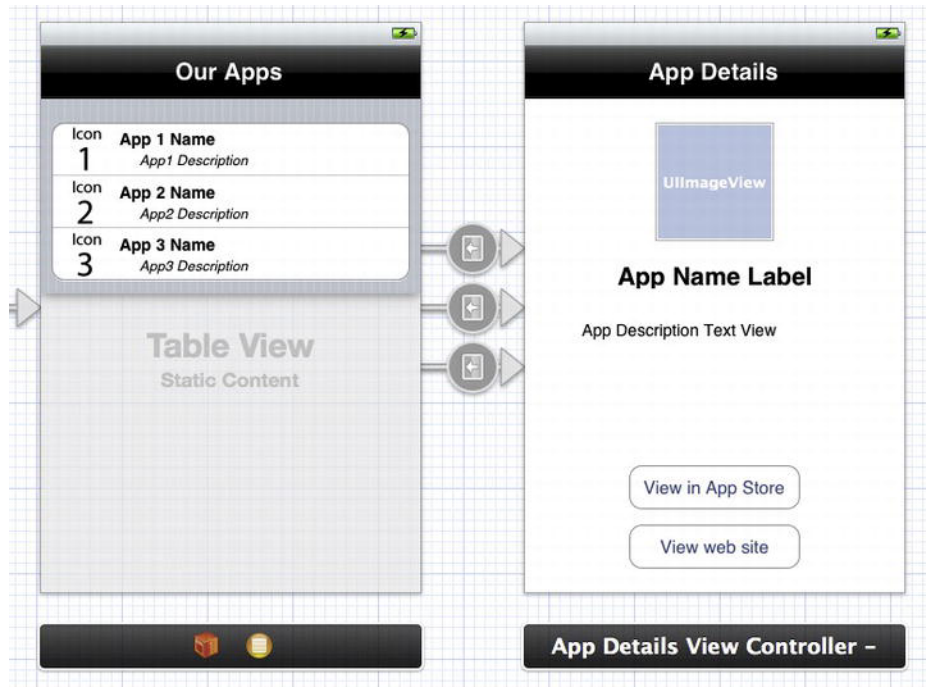 Our Apps
Icon
1
App 1 Name
App1 Description
Icon
2
App 2 Name
App2 Description
Icon
3
App 3 Name
App3 Description
Table View
Static Content
App Details
UIImageView
App Name Label
App Description Text View
View in App Store
View web site
App Details View Controller –